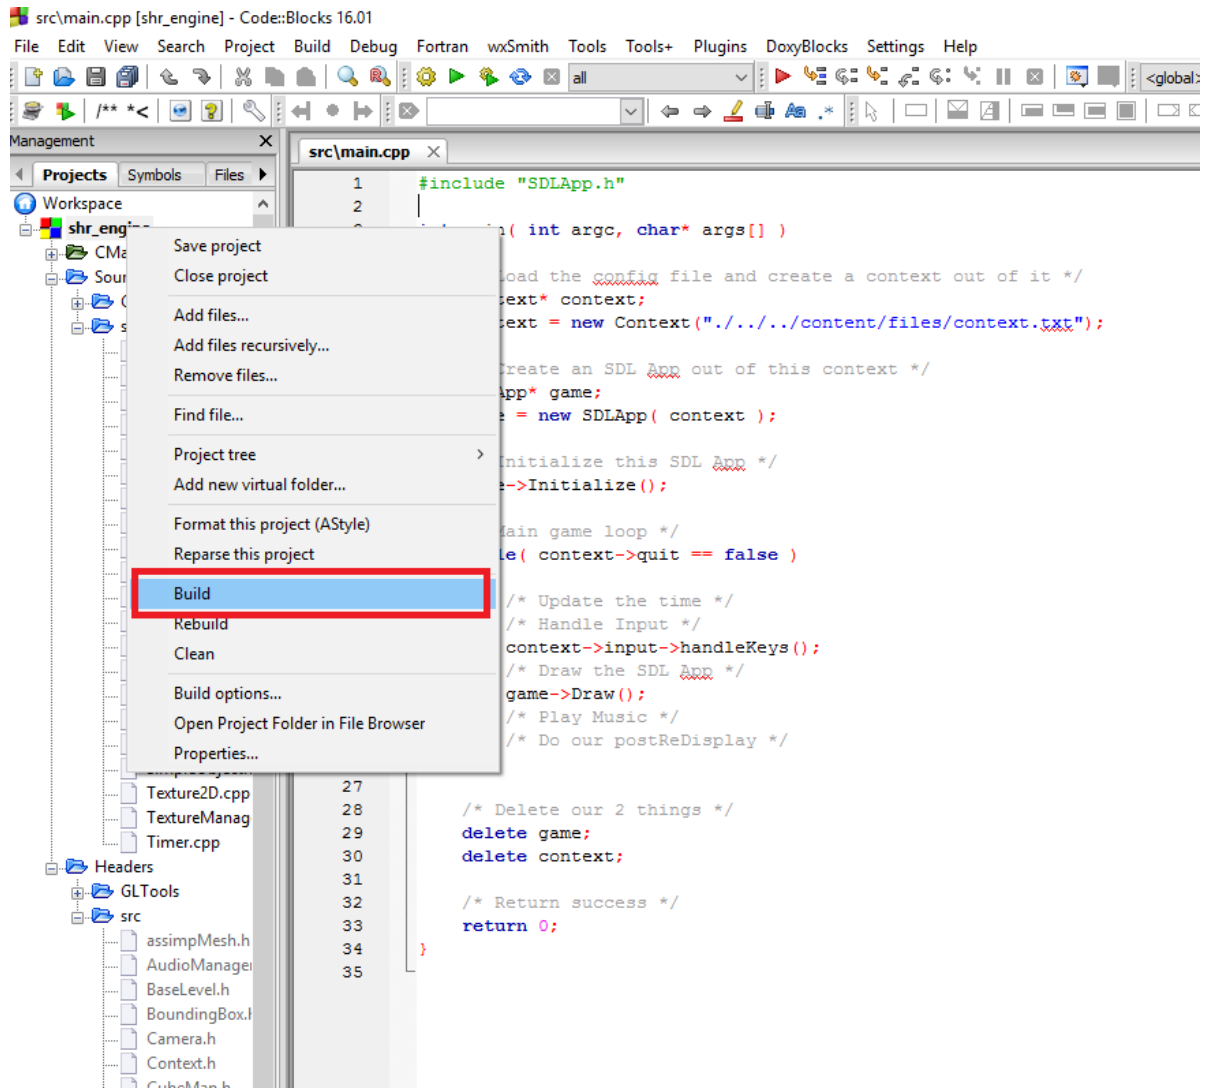 src\main.cpp [shr_engine] - Code::Blocks 16.01
File Edit View Search Project Build Debug Fortran wxSmith Tools Tools+ Plugins DoxyBlocks Settings Help
all
<global>
/** *<
Management
src\main.cpp
Projects Symbols Files
Workspace
shr_engine
CMa
Sour
Save project
Close project
Add files...
Add files recursively...
Remove files...
Find file...
Project tree
Add new virtual folder...
Format this project (AStyle)
Reparse this project
Build
Rebuild
Clean
Build options...
Open Project Folder in File Browser
Properties...
Texture2D.cpp
TextureManag
Timer.cpp
Headers
GLTools
src
assimpMesh.h
AudioManager
BaseLevel.h
BoundingBox.h
Camera.h
Context.h
CubeMap.h
1 #include "SDLApp.h"
2
( int argc, char* args[] )
Load the config file and create a context out of it */
text* context;
text = new Context("./../../content/files/context.txt");
Create an SDL App out of this context */
App* game;
= new SDLApp( context );
Initialize this SDL App */
->Initialize();
Main game loop */
le( context->quit == false )
/* Update the time */
/* Handle Input */
context->input->handleKeys();
/* Draw the SDL App */
game->Draw();
/* Play Music */
/* Do our postReDisplay */
27
28 /* Delete our 2 things */
29 delete game;
30 delete context;
31
32 /* Return success */
33 return 0;
34 }
35